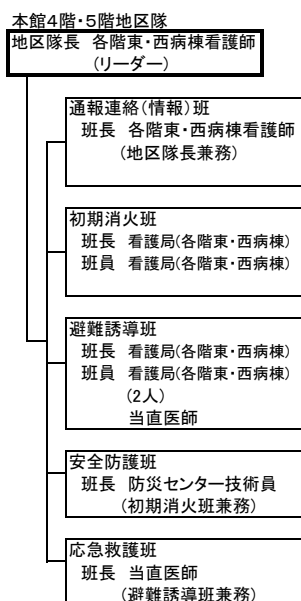 本館4階・5階地区隊
地区隊長 各階東・西病棟看護師
(リーダー)
通報連絡(情報)班
班長 各階東・西病棟看護師
(地区隊長兼務)
初期消火班
班長 看護局(各階東・西病棟)
班員 看護局(各階東・西病棟)
避難誘導班
班長 看護局(各階東・西病棟)
班員 看護局(各階東・西病棟)
(2人)
当直医師
安全防護班
班長 防災センター技術員
(初期消火班兼務)
応急救護班
班長 当直医師
(避難誘導班兼務)